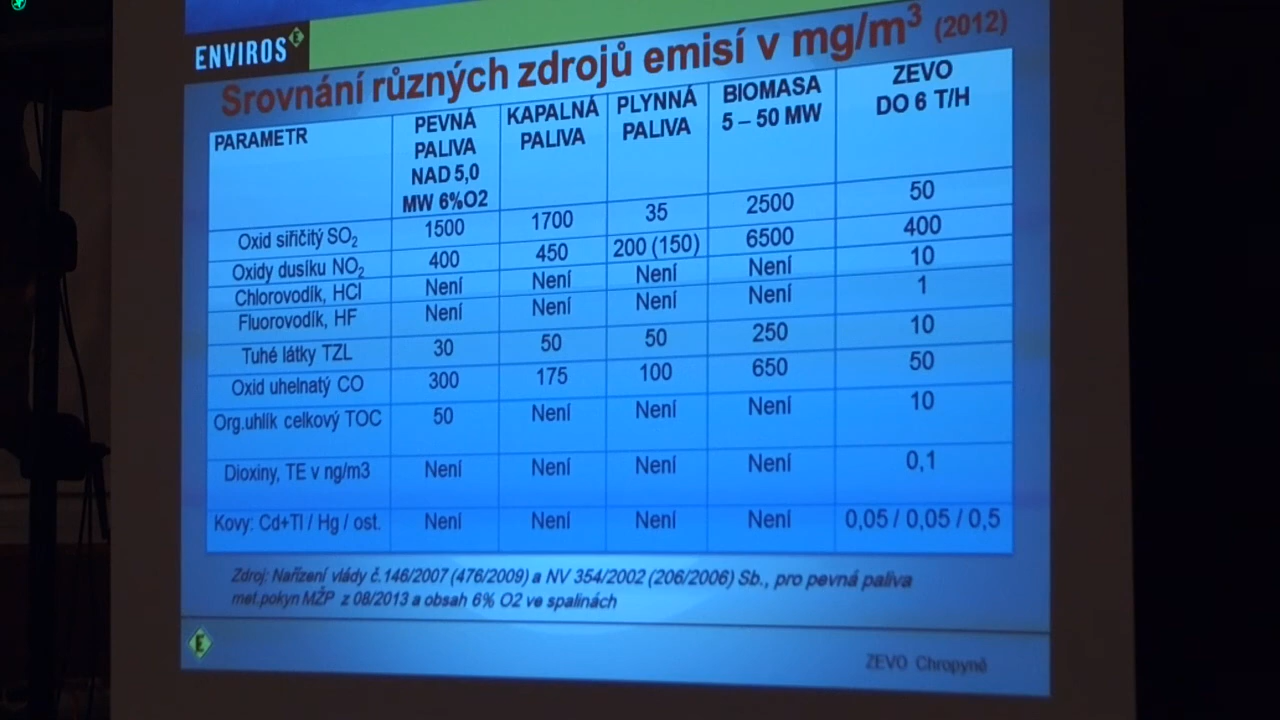 ENVIROS
Srovnání různých zdrojů emisí v mg/m³ (2012)
PARAMETR PEVNÁ PALIVA NAD 5,0 MW 6%O2 KAPALNÁ PALIVA PLYNNÁ PALIVA BIOMASA 5 – 50 MW ZEVO DO 6 T/H
Oxid siřičitý SO₂ 1500 1700 35 2500 50
Oxidy dusíku NO₂ 400 450 200 (150) 6500 400
Chlorovodík, HCl Není Není Není Není 10
Fluorovodík, HF Není Není Není Není 1
Tuhé látky TZL 30 50 50 250 10
Oxid uhelnatý CO 300 175 100 650 50
Org.uhlík celkový TOC 50 Není Není Není 10
Dioxiny, TE v ng/m3 Není Není Není Není 0,1
Kovy: Cd+Tl / Hg / ost. Není Není Není Není 0,05 / 0,05 / 0,5
Zdroj: Nařízení vlády č.146/2007 (476/2009) a NV 354/2002 (206/2006) Sb., pro pevná paliva
met.pokyn MŽP z 08/2013 a obsah 6% O2 ve spalinách
E
ZEVO Chropyně